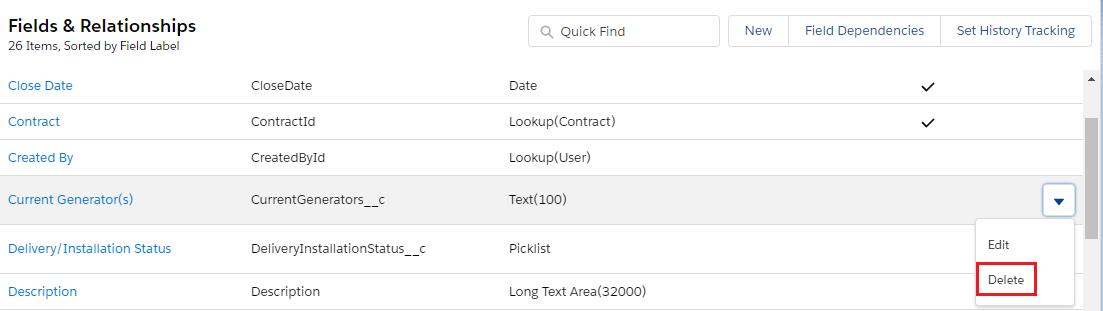 Fields & Relationships
26 Items, Sorted by Field Label
Quick Find
New
Field Dependencies
Set History Tracking
Close Date CloseDate Date
Contract ContractId Lookup(Contract)
Created By CreatedById Lookup(User)
Current Generator(s) CurrentGenerators__c Text(100)
Delivery/Installation Status DeliveryInstallationStatus__c Picklist
Edit
Delete
Description Description Long Text Area(32000)